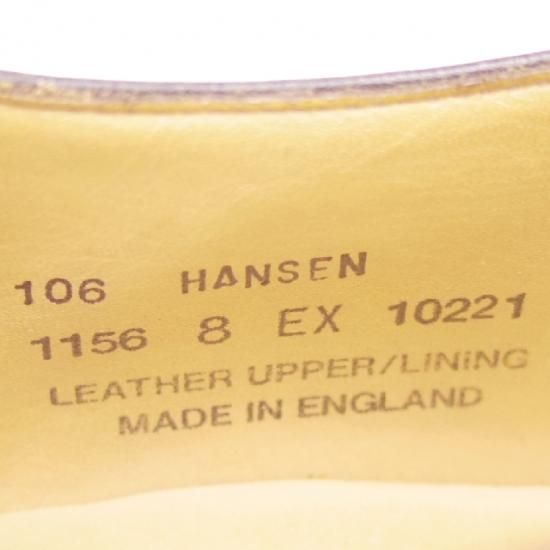 106 HANSEN
1156 8 EX 10221
LEATHER UPPER/LINING
MADE IN ENGLAND